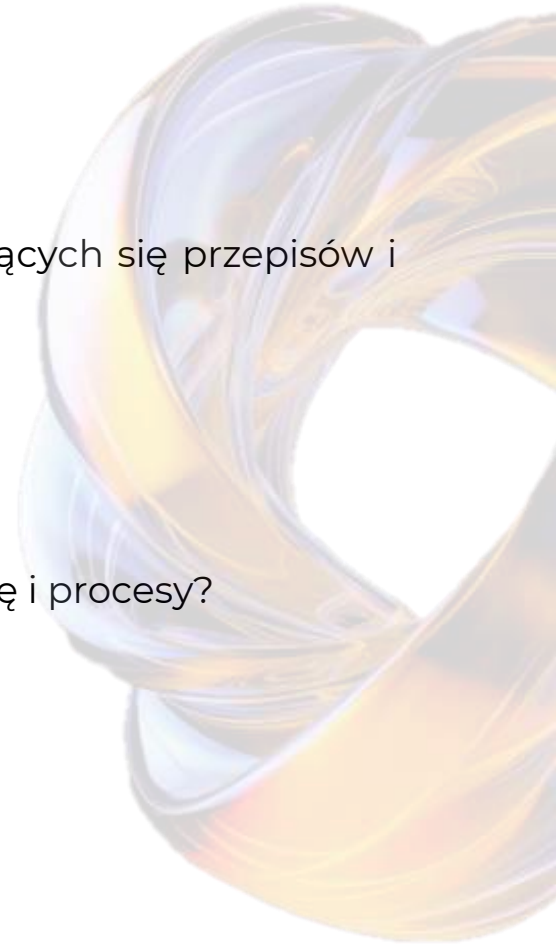 ących się przepisów i
ę i procesy?